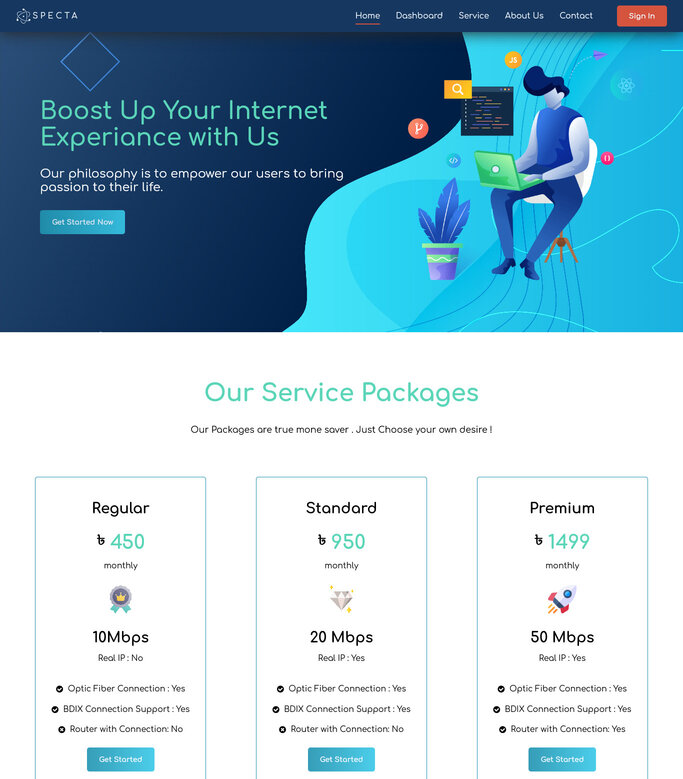 SPECTA
Home Dashboard Service About Us Contact Sign In
JS
Boost Up Your Internet
Experiance with Us
Our philosophy is to empower our users to bring
passion to their life.
Get Started Now
Our Service Packages
Our Packages are true mone saver . Just Choose your own desire !
Regular
৳ 450
monthly
10Mbps
Real IP : No
Optic Fiber Connection : Yes
BDIX Connection Support : Yes
Router with Connection: No
Get Started
Standard
৳ 950
monthly
20 Mbps
Real IP : Yes
Optic Fiber Connection : Yes
BDIX Connection Support : Yes
Router with Connection: No
Get Started
Premium
৳ 1499
monthly
50 Mbps
Real IP : Yes
Optic Fiber Connection : Yes
BDIX Connection Support : Yes
Router with Connection: Yes
Get Started